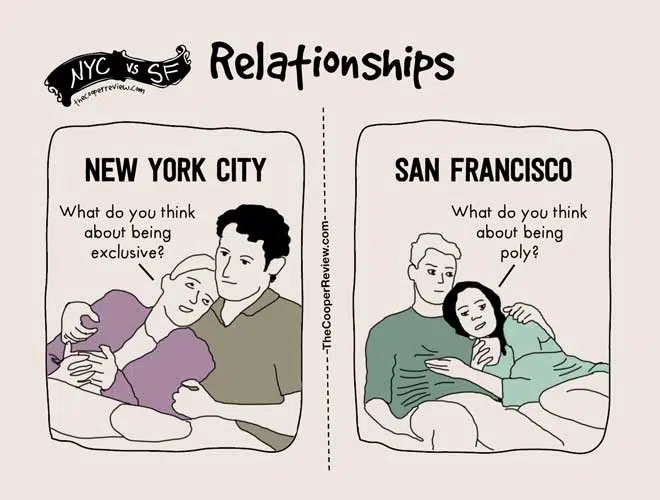 NYC VS SF
thecooperreview.com
Relationships
NEW YORK CITY
What do you think
about being
exclusive?
TheCooperReview.com
SAN FRANCISCO
What do you think
about being
poly?